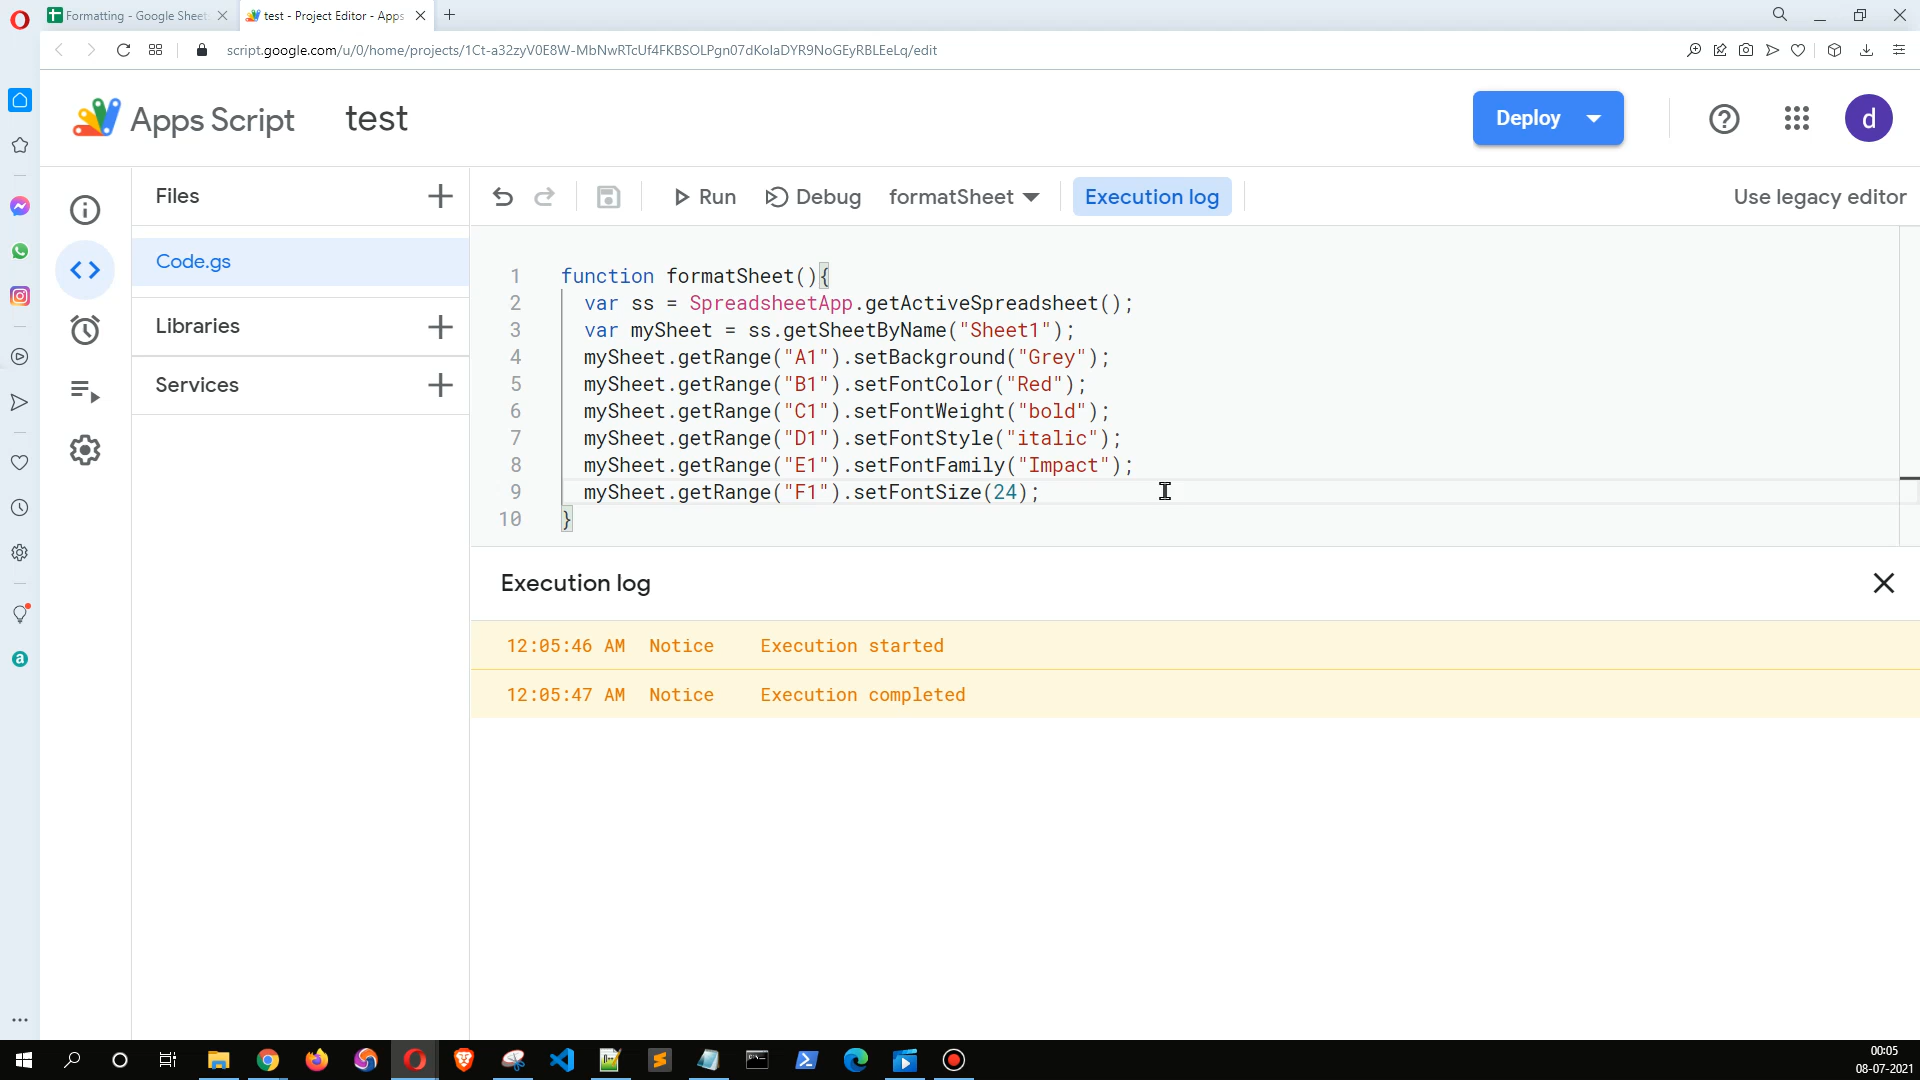 Formatting - Google Sheet
test - Project Editor - Apps
script.google.com/u/0/home/projects/1Ct-a32zyV0E8W-MbNwRTcUf4FKBSOLPgn07dKolaDYR9NoGEyRBLEeLq/edit
Apps Script
test
Deploy
d
Files
Run
Debug
formatSheet
Execution log
Use legacy editor
Code.gs
Libraries
Services
1 function formatSheet(){
2 var ss = SpreadsheetApp.getActiveSpreadsheet();
3 var mySheet = ss.getSheetByName("Sheet1");
4 mySheet.getRange("A1").setBackground("Grey");
5 mySheet.getRange("B1").setFontColor("Red");
6 mySheet.getRange("C1").setFontWeight("bold");
7 mySheet.getRange("D1").setFontStyle("italic");
8 mySheet.getRange("E1").setFontFamily("Impact");
9 mySheet.getRange("F1").setFontSize(24);
10 }
Execution log
12:05:46 AM Notice Execution started
12:05:47 AM Notice Execution completed
a
00:05
08-07-2021